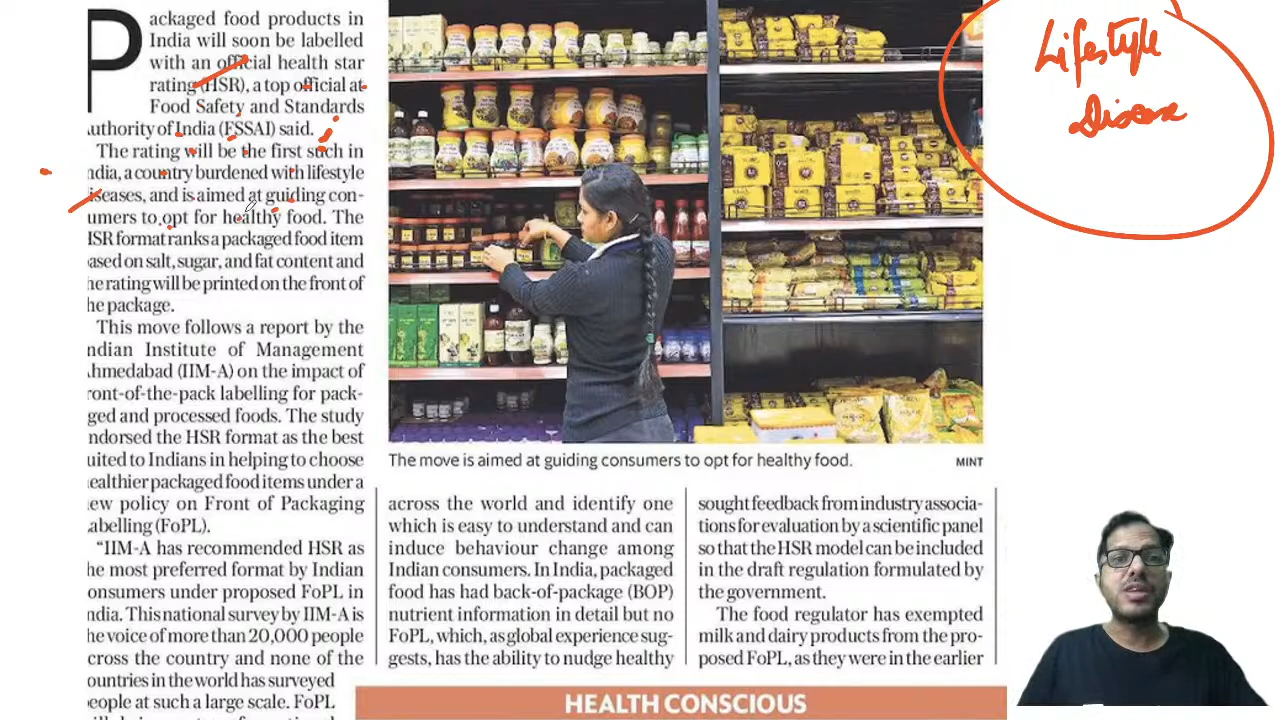 Packaged food products in
India will soon be labelled
with an official health star
rating (HSR), a top official at
Food Safety and Standards
uthority of India (FSSAI) said.
The rating will be the first such in
ndia, a country burdened with lifestyle
iseases, and is aimed at guiding con-
umers to opt for healthy food. The
HSR format ranks a packaged food item
ased on salt, sugar, and fat content and
he rating will be printed on the front of
he package.
This move follows a report by the
ndian Institute of Management
hmedabad (IIM-A) on the impact of
ront-of-the-pack labelling for pack-
ged and processed foods. The study
ndorsed the HSR format as the best
uited to Indians in helping to choose
ealthier packaged food items under a
ew policy on Front of Packaging
abelling (FoPL).
"IIM-A has recommended HSR as
he most preferred format by Indian
onsumers under proposed FoPL in
ndia. This national survey by IIM-A is
he voice of more than 20,000 people
cross the country and none of the
ountries in the world has surveyed
eople at such a large scale. FoPL
The move is aimed at guiding consumers to opt for healthy food.
MINT
across the world and identify one
which is easy to understand and can
induce behaviour change among
Indian consumers. In India, packaged
food has had back-of-package (BOP)
nutrient information in detail but no
FoPL, which, as global experience sug-
gests, has the ability to nudge healthy
sought feedback from industry associa-
tions for evaluation by a scientific panel
so that the HSR model can be included
in the draft regulation formulated by
the government.
The food regulator has exempted
milk and dairy products from the pro-
posed FoPL, as they were in the earlier
HEALTH CONSCIOUS
Lifestyle
Disease